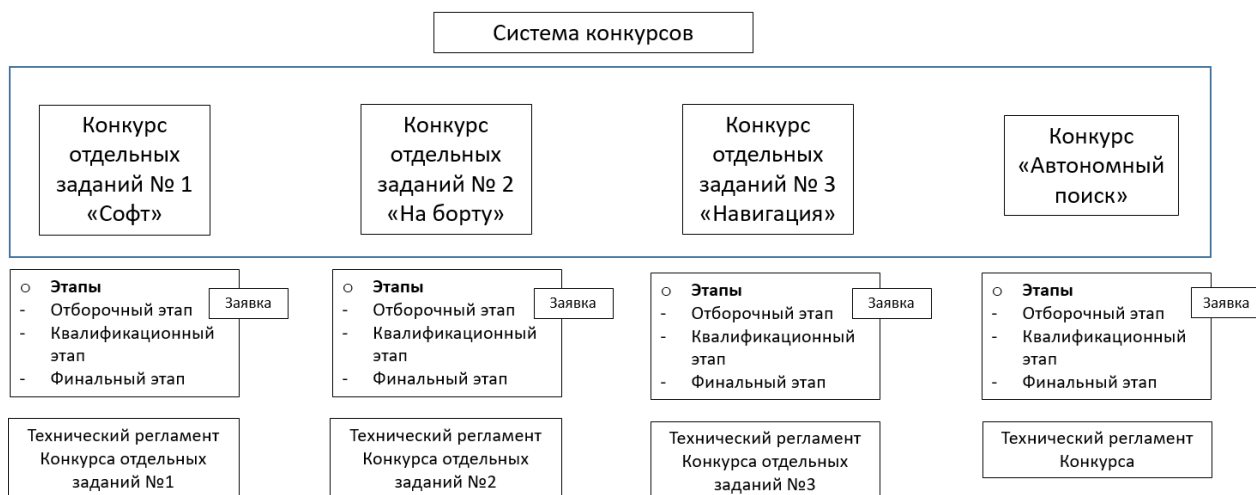 Система конкурсов
Конкурс
отдельных
заданий № 1
«Софт»
Конкурс
отдельных
заданий № 2
«На борту»
Конкурс
отдельных
заданий № 3
«Навигация»
Конкурс
«Автономный
поиск»
o Этапы
- Отборочный этап
- Квалификационный
этап
- Финальный этап
Заявка
o Этапы
- Отборочный этап
- Квалификационный
этап
- Финальный этап
Заявка
o Этапы
- Отборочный этап
- Квалификационный
этап
- Финальный этап
Заявка
o Этапы
- Отборочный этап
- Квалификационный
этап
- Финальный этап
Заявка
Технический регламент
Конкурса отдельных
заданий №1
Технический регламент
Конкурса отдельных
заданий №2
Технический регламент
Конкурса отдельных
заданий №3
Технический регламент
Конкурса